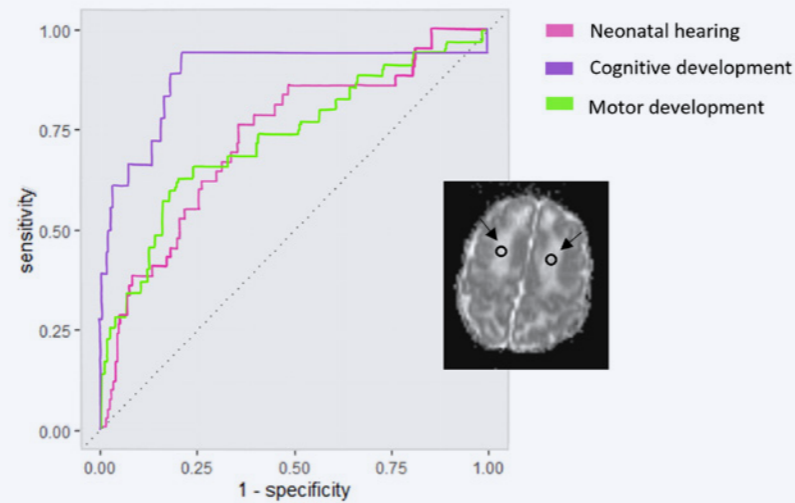 Neonatal hearing
Cognitive development
Motor development
sensitivity
1.00
0.75
0.50
0.25
0.00
0.00 0.25 0.50 0.75 1.00
1 - specificity